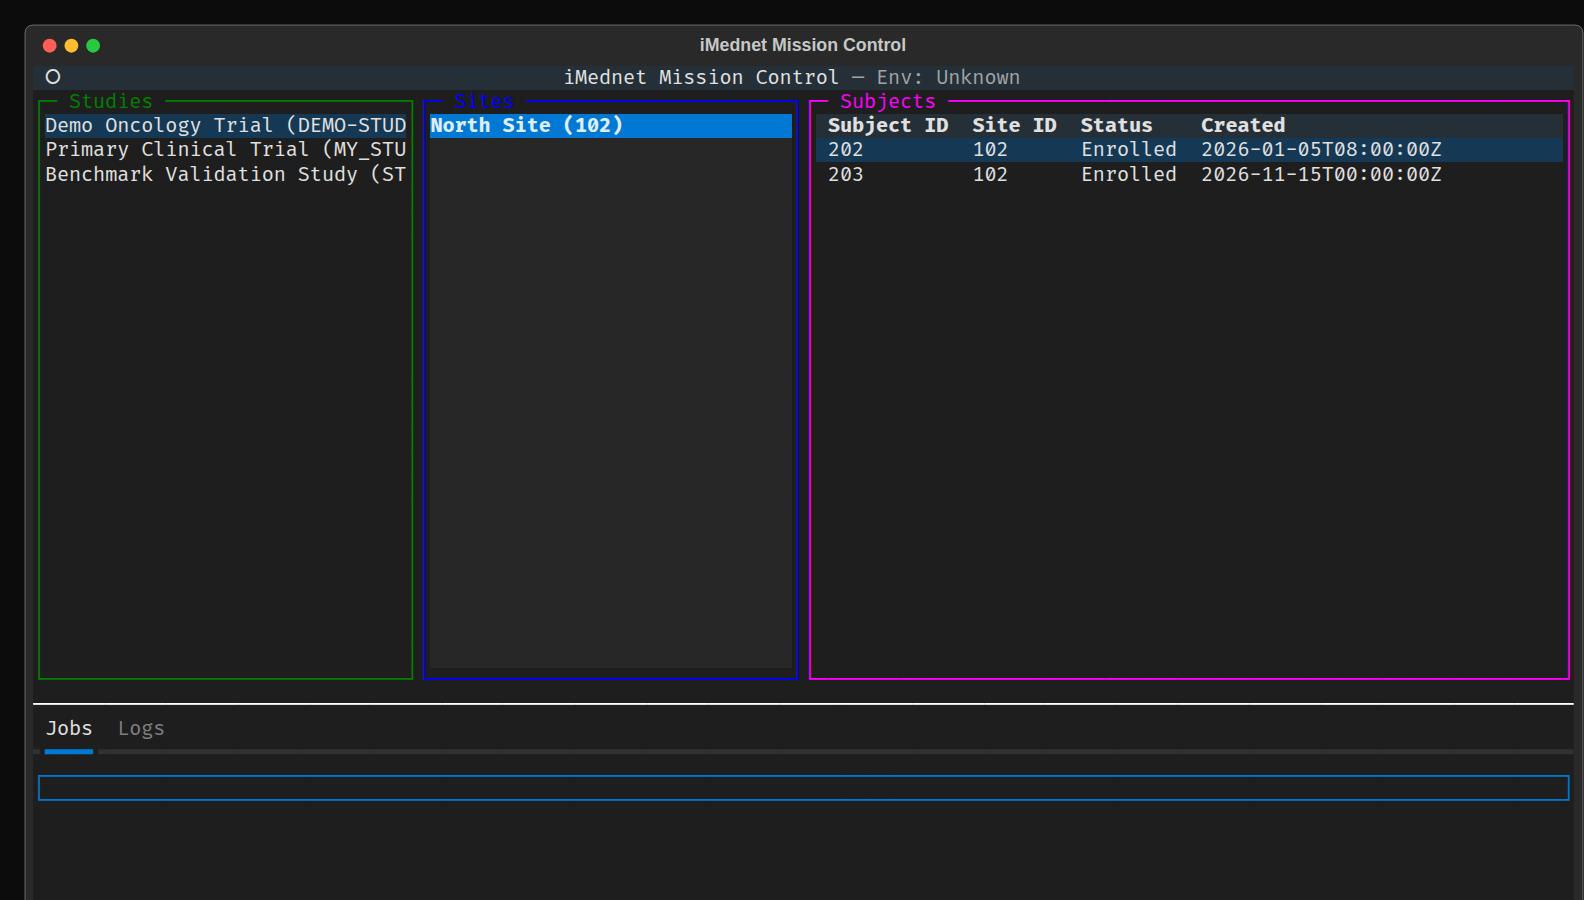 iMednet Mission Control
O iMednet Mission Control — Env: Unknown
Studies
Demo Oncology Trial (DEMO-STUD
Primary Clinical Trial (MY_STU
Benchmark Validation Study (ST
Sites
North Site (102)
Subjects
Subject ID Site ID Status Created
202 102 Enrolled 2026-01-05T08:00:00Z
203 102 Enrolled 2026-11-15T00:00:00Z
Jobs Logs